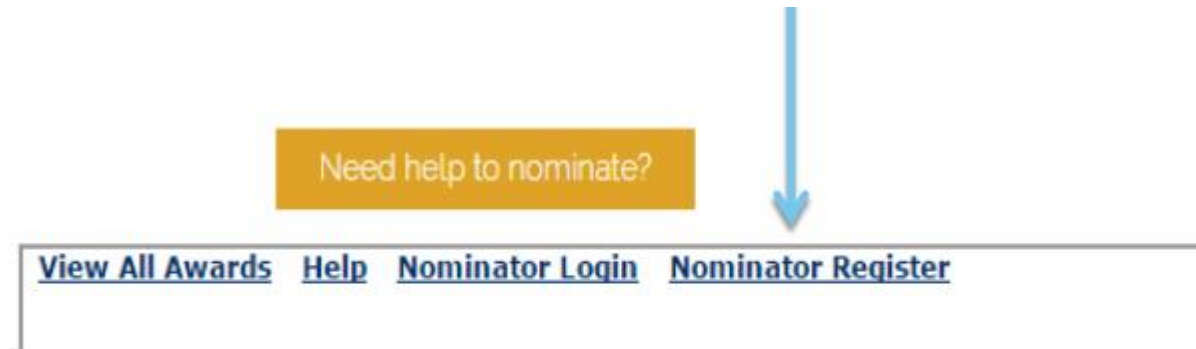 Need help to nominate?
View All Awards Help Nominator Login Nominator Register